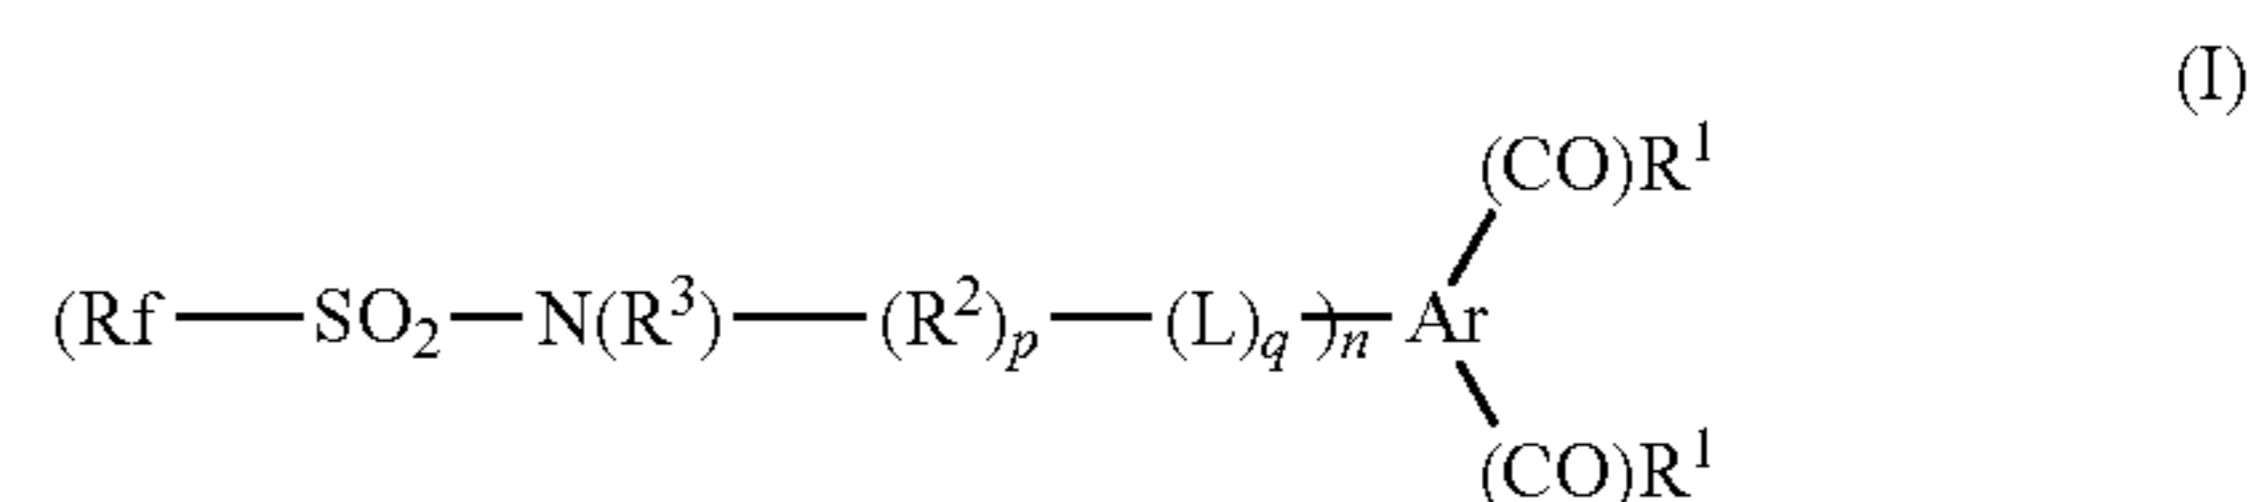 (I)
(CO)R¹
(Rf—SO₂—N(R³)—(R²)ₚ—(L)q)ₙ—Ar
(CO)R¹